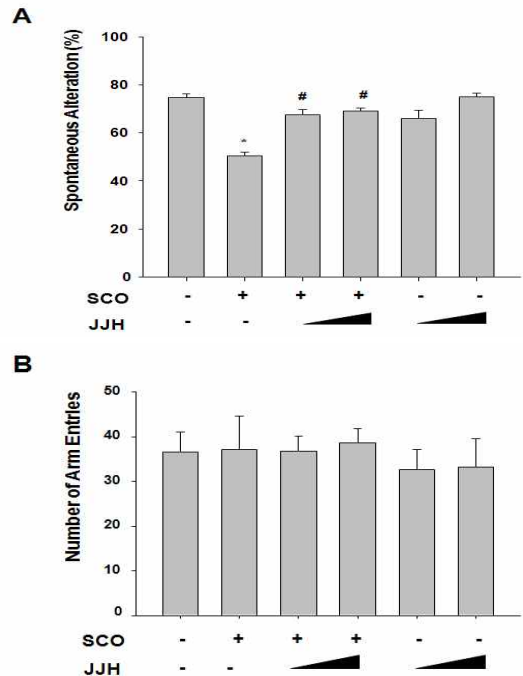 A
Spontaneous Alteration (%)
100
80
60
40
20
0
*
#
#
SCO - + + + - -
JJH - -
B
Number of Arm Entries
50
40
30
20
10
0
SCO - + + + - -
JJH - -